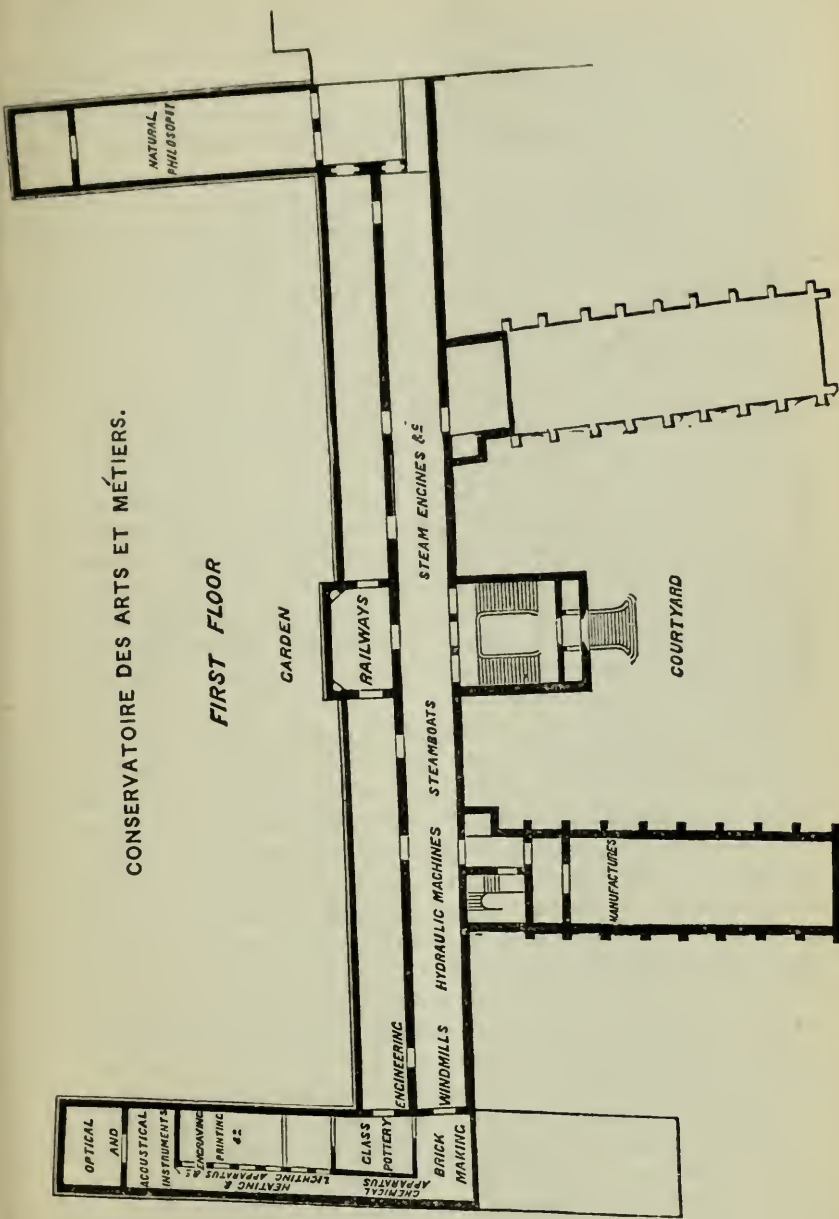 CONSERVATOIRE DES ARTS ET MÉTIERS.
FIRST FLOOR
GARDEN
NATURAL
PHILOSOPHY
RAILWAYS
STEAM ENGINES &c
STEAMBOATS
HYDRAULIC MACHINES
WINDMILLS
ENGINEERING
COURTYARD
MANUFACTURES
OPTICAL
AND
ACCOUSTICAL
INSTRUMENTS
ENGRAVING
PRINTING
&c
HEATING &
LIGHTING APPARATUS &c
GLASS
POTTERY
CHEMICAL
APPARATUS
BRICK
MAKING